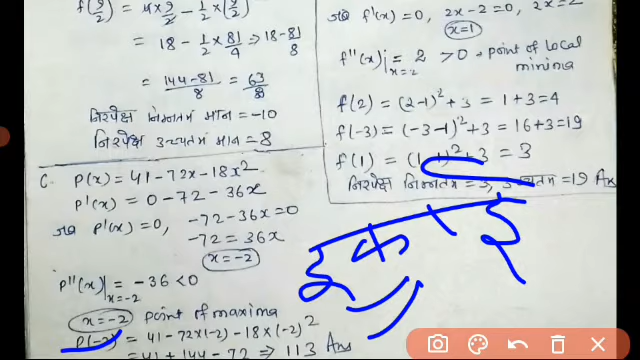 f(9/2) = 4×9/2 − 1/2×(9/2)²
= 18 − 1/2 × 81/4 ⇒ 18 − 81/8
= 144−81/8 = 63/8
निरपेक्ष निम्नतम मान = −10
निरपेक्ष उच्चतम मान = 8
C. P(x) = 41 − 72x − 18x²
P'(x) = 0 − 72 − 36x
जब P'(x) = 0, −72 − 36x = 0
−72 = 36x
x = −2
P''(x)|x=−2 = −36 < 0
x = −2 point of maxima
P(−2) = 41 − 72×(−2) − 18×(−2)²
= 41 + 144 − 72 ⇒ 113 Ans
जब f'(x) = 0, 2x − 2 = 0, 2x = 2
x = 1
f''(x)|x=−2 = 2 > 0 → point of local
minima
f(2) = (2−1)² + 3 = 1 + 3 = 4
f(−3) = (−3−1)² + 3 = 16 + 3 = 19
f(1) = (1−1)² + 3 = 3
निरपेक्ष निम्नतम = 3, उच्चतम = 19 Ans
इकाई